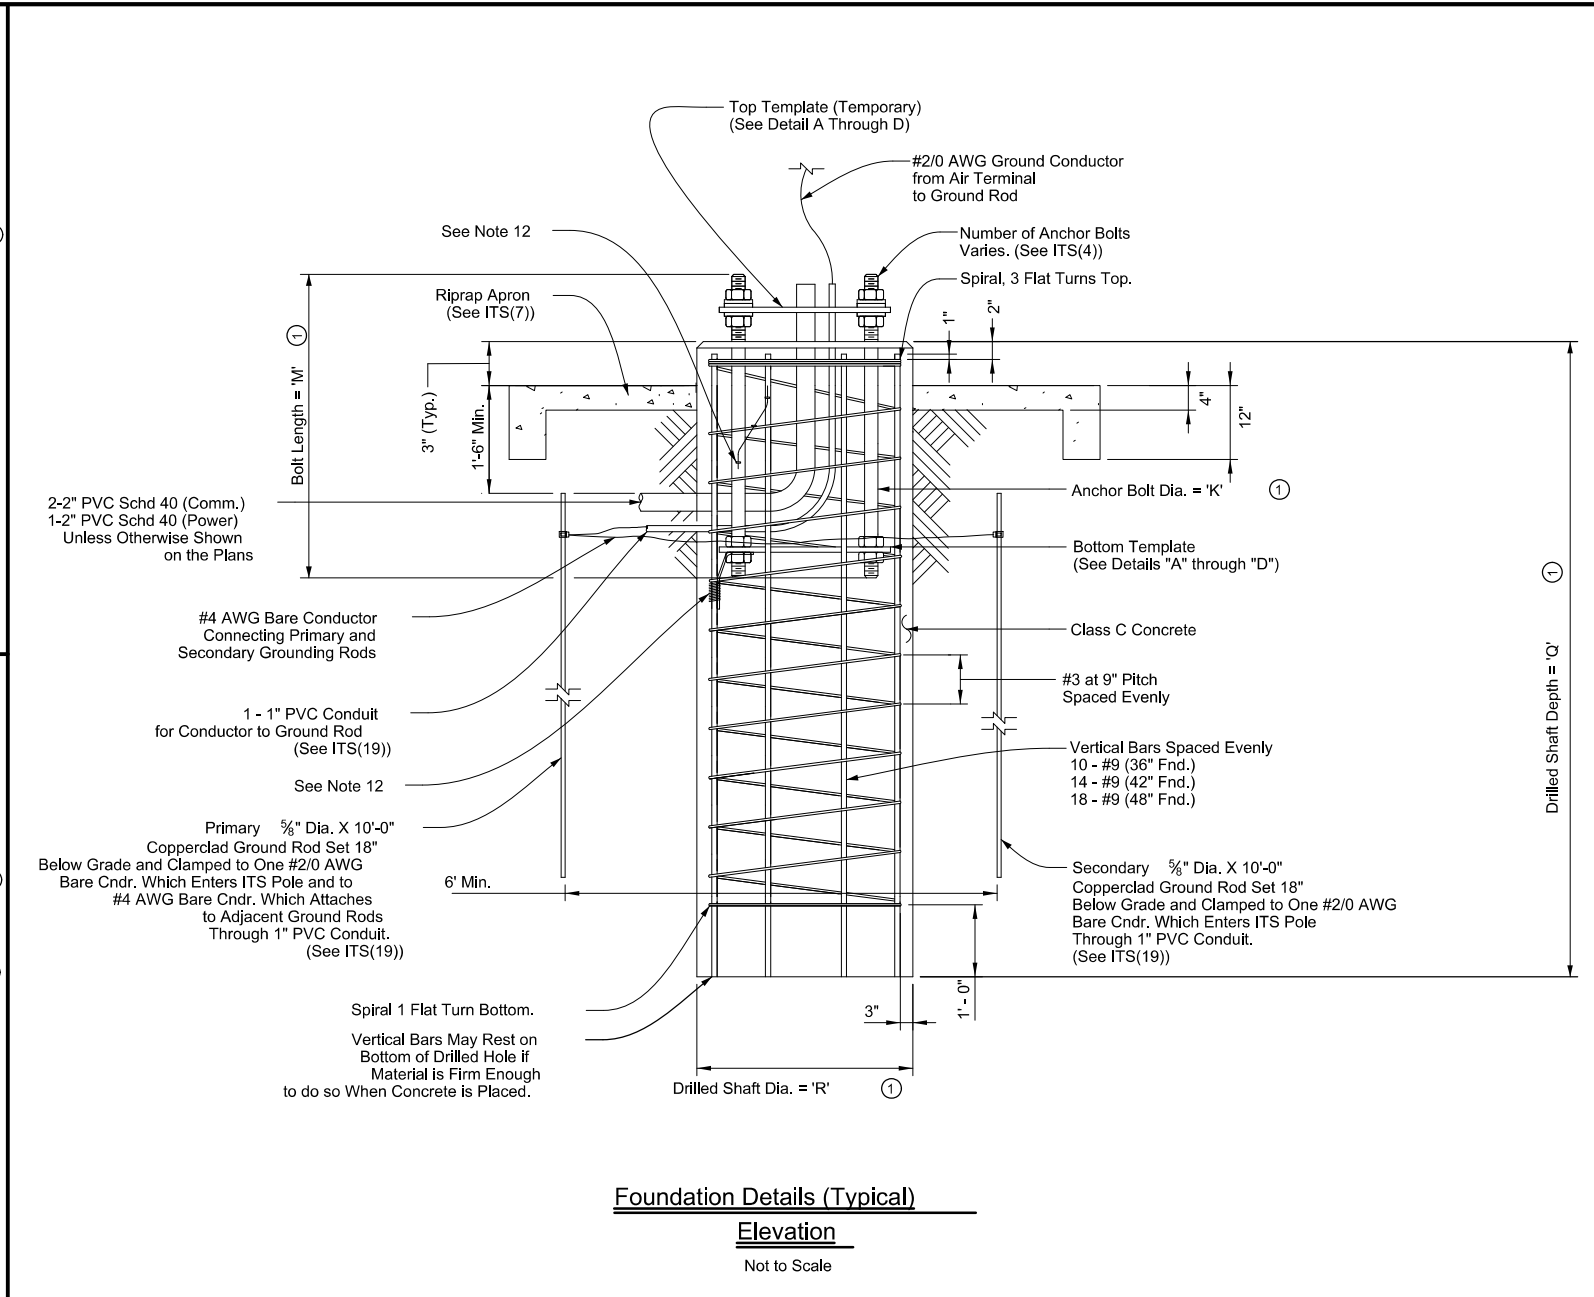 Top Template (Temporary)
(See Detail A Through D)
#2/0 AWG Ground Conductor
from Air Terminal
to Ground Rod
See Note 12
Number of Anchor Bolts
Varies. (See ITS(4))
Spiral, 3 Flat Turns Top.
Riprap Apron
(See ITS(7))
1"
2"
Bolt Length = 'M' 1
3" (Typ.)
1'-6" Min.
4"
12"
2-2" PVC Schd 40 (Comm.)
1-2" PVC Schd 40 (Power)
Unless Otherwise Shown
on the Plans
Anchor Bolt Dia. = 'K' 1
Bottom Template
(See Details "A" through "D")
#4 AWG Bare Conductor
Connecting Primary and
Secondary Grounding Rods
Class C Concrete
#3 at 9" Pitch
Spaced Evenly
Drilled Shaft Depth = 'Q' 1
1 - 1" PVC Conduit
for Conductor to Ground Rod
(See ITS(19))
Vertical Bars Spaced Evenly
10 - #9 (36" Fnd.)
14 - #9 (42" Fnd.)
18 - #9 (48" Fnd.)
See Note 12
Primary ⅝" Dia. X 10'-0"
Copperclad Ground Rod Set 18"
Below Grade and Clamped to One #2/0 AWG
Bare Cndr. Which Enters ITS Pole and to
#4 AWG Bare Cndr. Which Attaches
to Adjacent Ground Rods
Through 1" PVC Conduit.
(See ITS(19))
6' Min.
Secondary ⅝" Dia. X 10'-0"
Copperclad Ground Rod Set 18"
Below Grade and Clamped to One #2/0 AWG
Bare Cndr. Which Enters ITS Pole
Through 1" PVC Conduit.
(See ITS(19))
Spiral 1 Flat Turn Bottom.
3"
1' - 0"
Vertical Bars May Rest on
Bottom of Drilled Hole if
Material is Firm Enough
to do so When Concrete is Placed.
Drilled Shaft Dia. = 'R' 1
Foundation Details (Typical)
Elevation
Not to Scale